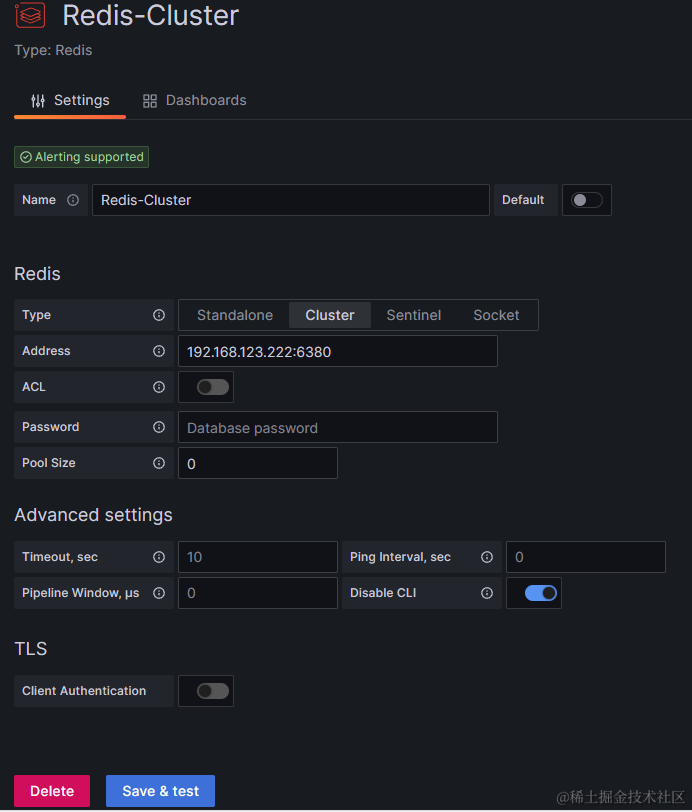 Redis-Cluster
Type: Redis
Settings Dashboards
Alerting supported
Name Redis-Cluster Default
Redis
Type Standalone Cluster Sentinel Socket
Address 192.168.123.222:6380
ACL
Password Database password
Pool Size 0
Advanced settings
Timeout, sec 10 Ping Interval, sec 0
Pipeline Window, μs 0 Disable CLI
TLS
Client Authentication
Delete Save & test
@稀土掘金技术社区